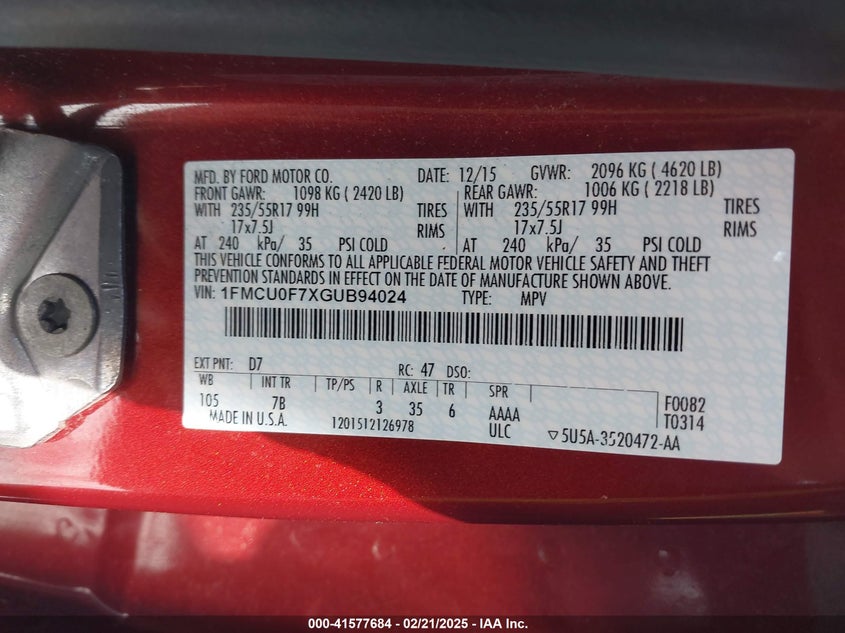 MFD. BY FORD MOTOR CO. DATE: 12/15 GVWR: 2096 KG ( 4620 LB)
FRONT GAWR: 1098 KG ( 2420 LB) REAR GAWR: 1006 KG ( 2218 LB)
WITH 235/55R17 99H TIRES WITH 235/55R17 99H TIRES
17x7.5J RIMS 17x7.5J RIMS
AT 240 kPa/ 35 PSI COLD AT 240 kPa/ 35 PSI COLD
THIS VEHICLE CONFORMS TO ALL APPLICABLE FEDERAL MOTOR VEHICLE SAFETY AND THEFT
PREVENTION STANDARDS IN EFFECT ON THE DATE OF MANUFACTURE SHOWN ABOVE.
VIN: 1FMCU0F7XGUB94024 TYPE: MPV
EXT PNT: D7 RC: 47 DSO:
WB INT TR TP/PS R AXLE TR SPR
105 7B 3 35 6 AAAA F0082
MADE IN U.S.A. 1201512126978 ULC T0314
▽5U5A-3520472-AA
000-41577684 — 02/21/2025 — IAA Inc.